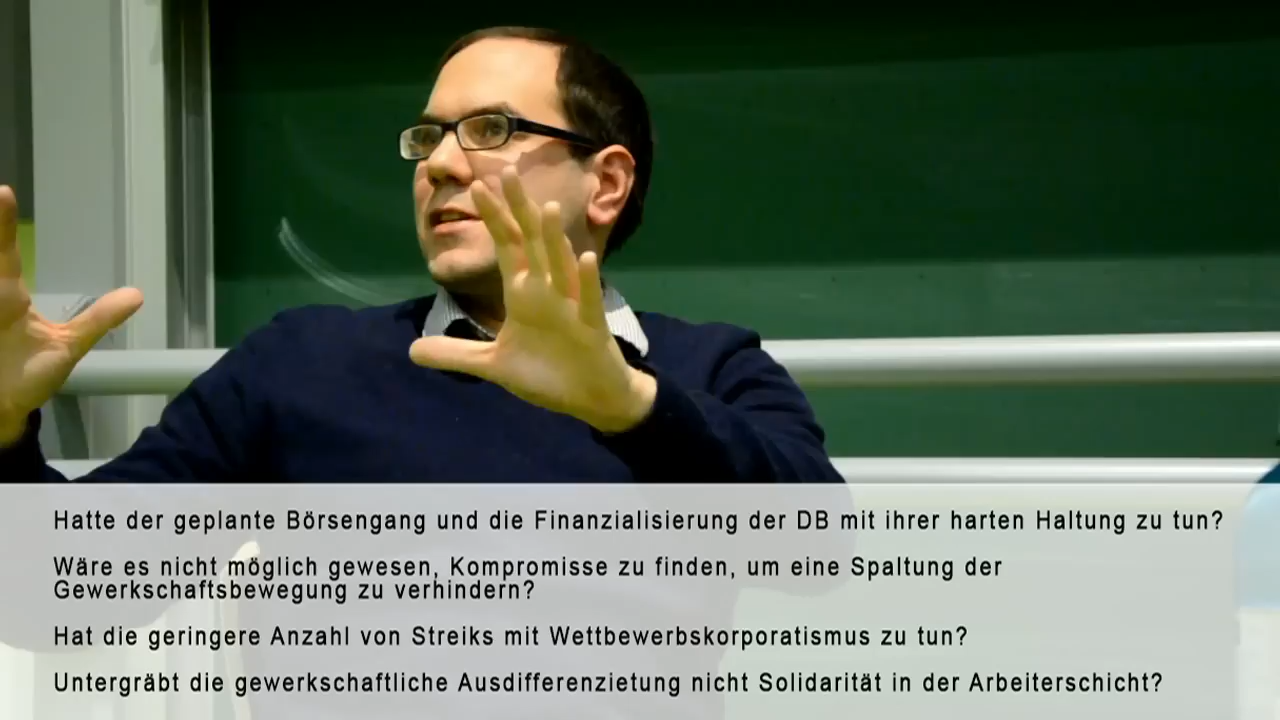 Hatte der geplante Börsengang und die Finanzialisierung der DB mit ihrer harten Haltung zu tun?
Wäre es nicht möglich gewesen, Kompromisse zu finden, um eine Spaltung der
Gewerkschaftsbewegung zu verhindern?
Hat die geringere Anzahl von Streiks mit Wettbewerbskorporatismus zu tun?
Untergräbt die gewerkschaftliche Ausdifferenzietung nicht Solidarität in der Arbeiterschicht?